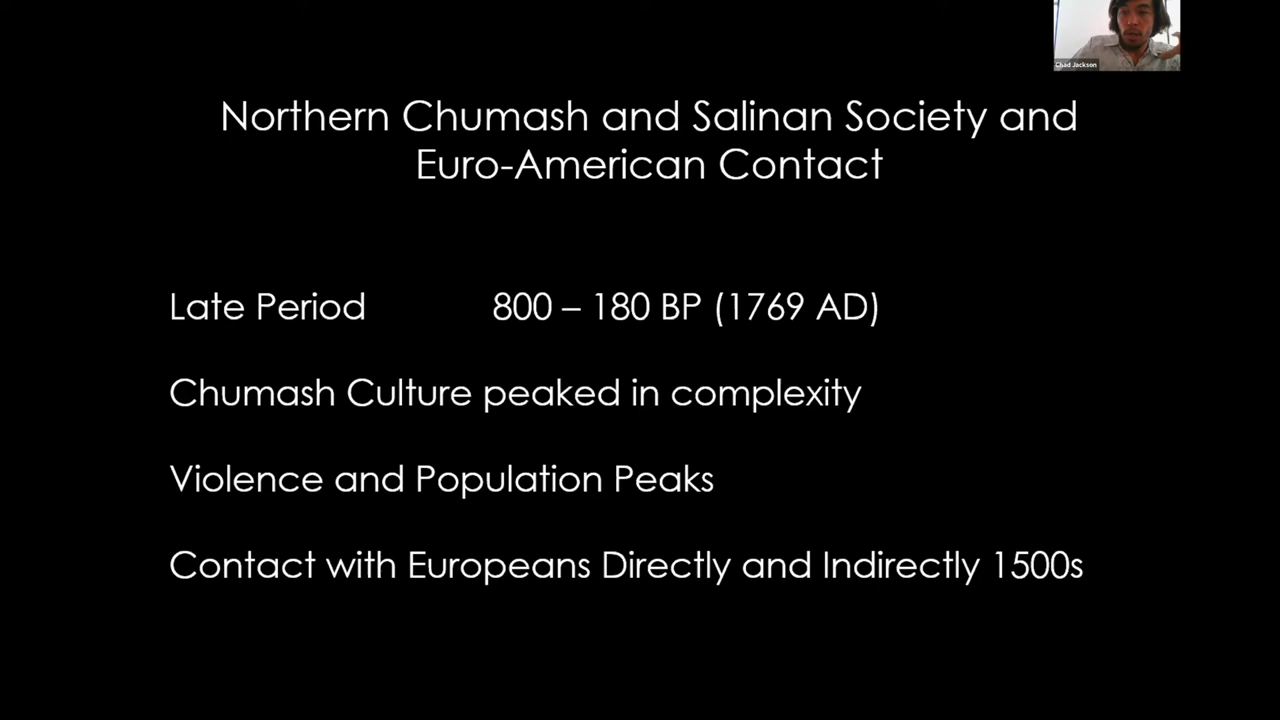 Chad Jackson
Northern Chumash and Salinan Society and
Euro-American Contact
Late Period 800 – 180 BP (1769 AD)
Chumash Culture peaked in complexity
Violence and Population Peaks
Contact with Europeans Directly and Indirectly 1500s